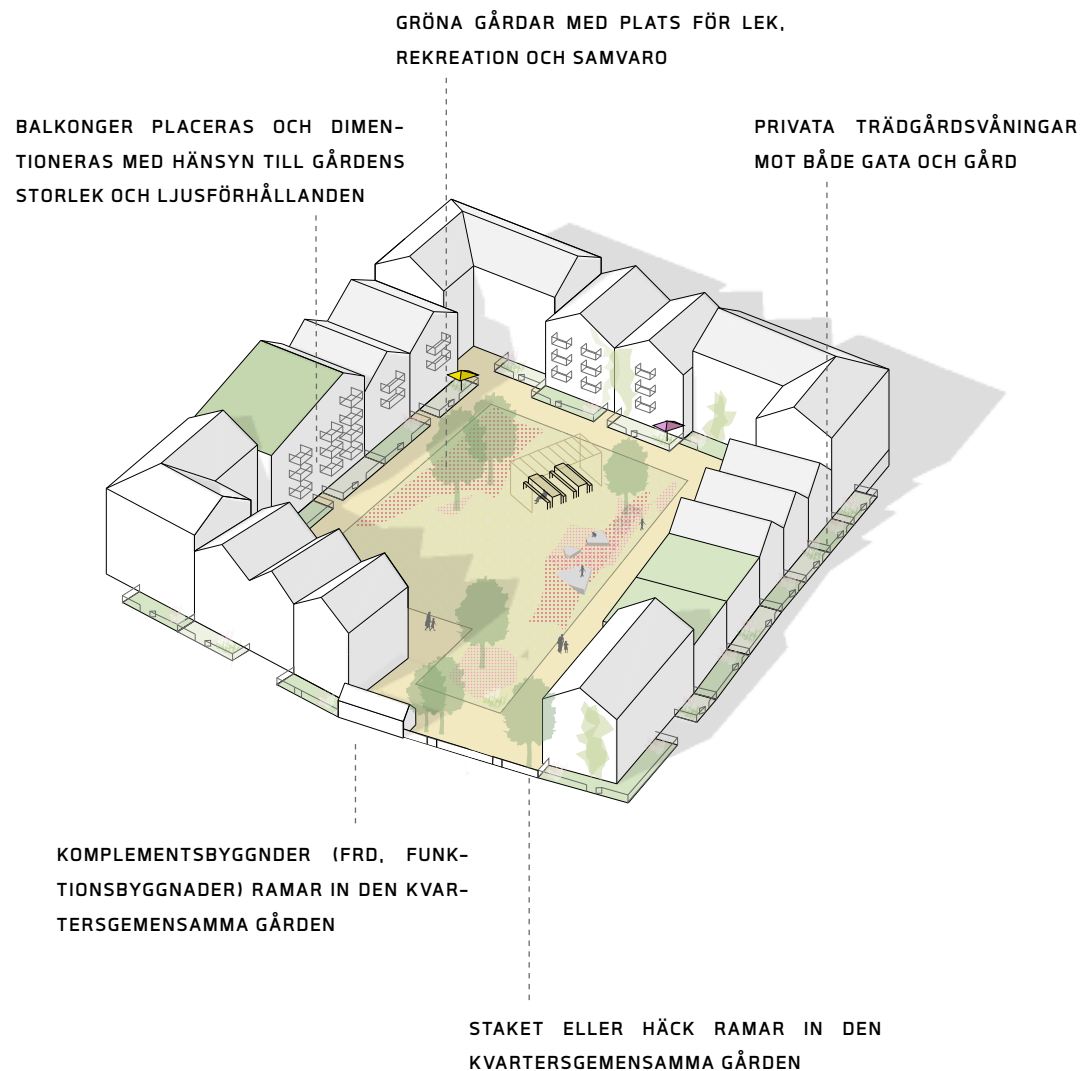 GRÖNA GÅRDAR MED PLATS FÖR LEK,
REKREATION OCH SAMVARO
BALKONGER PLACERAS OCH DIMEN-
TIONERAS MED HÄNSYN TILL GÅRDENS
STORLEK OCH LJUSFÖRHÅLLANDEN
PRIVATA TRÄDGÅRDSVÅNINGAR
MOT BÅDE GATA OCH GÅRD
KOMPLEMENTSBYGGNDER (FRD, FUNK-
TIONSBYGGNADER) RAMAR IN DEN KVAR-
TERSGEMENSAMMA GÅRDEN
STAKET ELLER HÄCK RAMAR IN DEN
KVARTERSGEMENSAMMA GÅRDEN